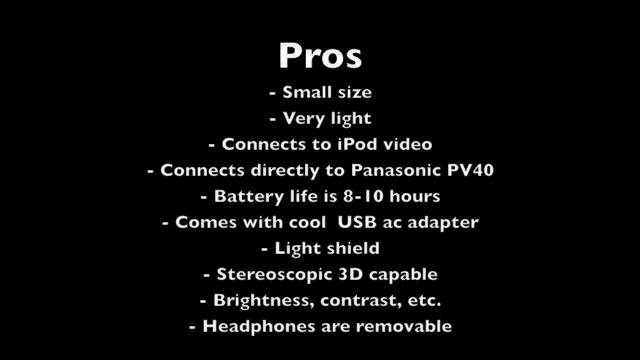 Pros
- Small size
- Very light
- Connects to iPod video
- Connects directly to Panasonic PV40
- Battery life is 8-10 hours
- Comes with cool USB ac adapter
- Light shield
- Stereoscopic 3D capable
- Brightness, contrast, etc.
- Headphones are removable